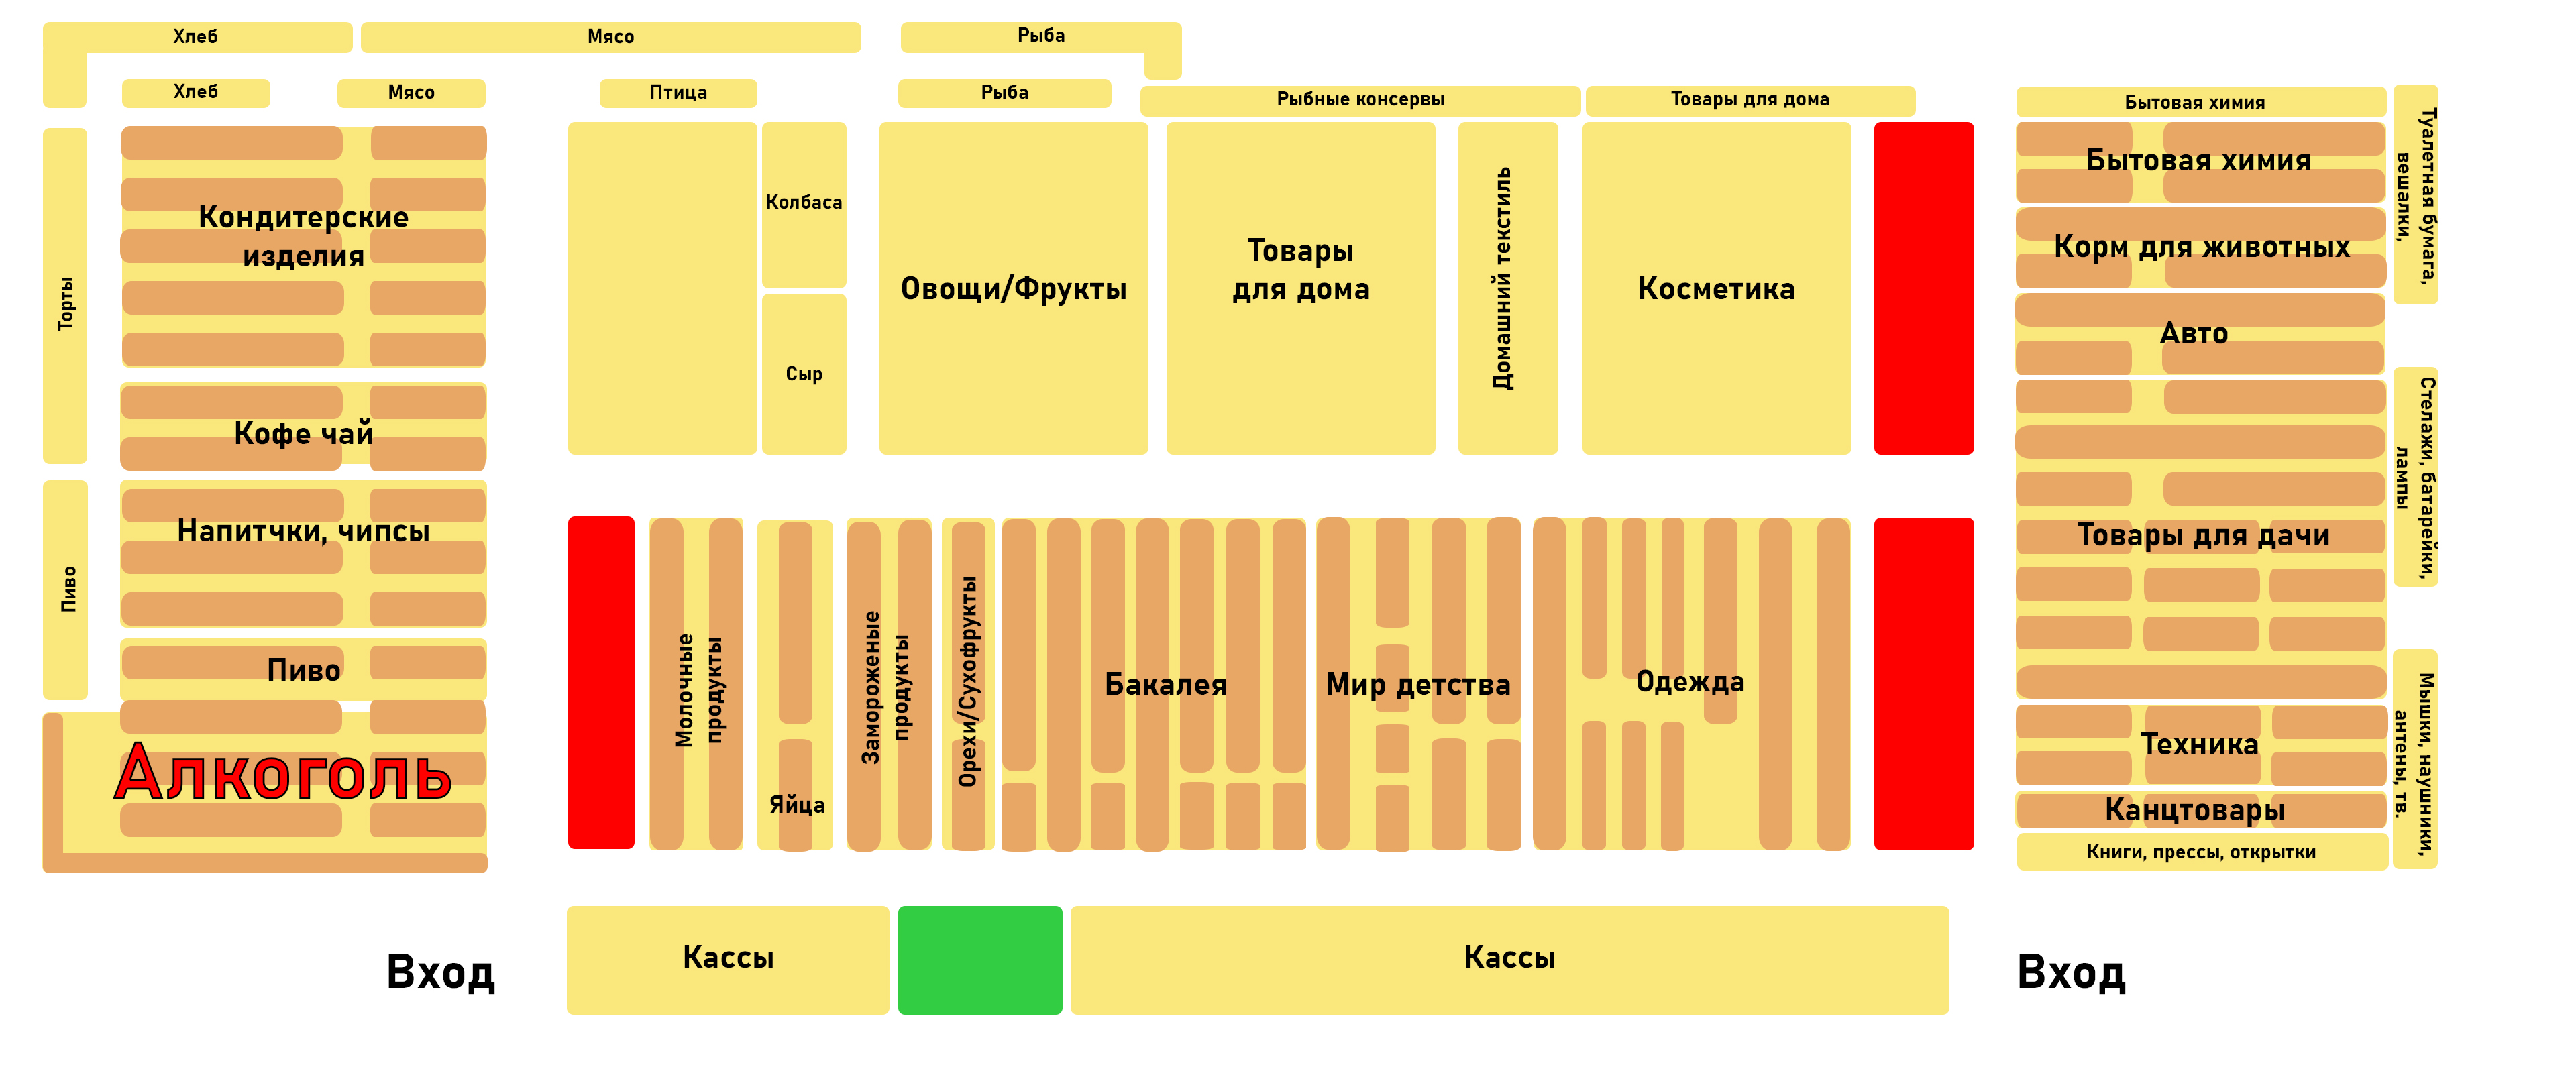 Хлеб
Мясо
Рыба
Хлеб
Мясо
Птица
Рыба
Рыбные консервы
Товары для дома
Бытовая химия
Туалетная бумага,
вешалки,
Торты
Кондитерские
изделия
Кофе чай
Колбаса
Сыр
Овощи/Фрукты
Товары
для дома
Домашний текстиль
Косметика
Бытовая химия
Корм для животных
Авто
Стелажи, батарейки,
лампы
Пиво
Напитчки, чипсы
Пиво
Алкоголь
Молочные
продукты
Яйца
Замороженые
продукты
Орехи/Сухофрукты
Бакалея
Мир детства
Одежда
Товары для дачи
Техника
Канцтовары
Книги, прессы, открытки
Мышки, наушники,
антены, тв.
Вход
Кассы
Кассы
Вход